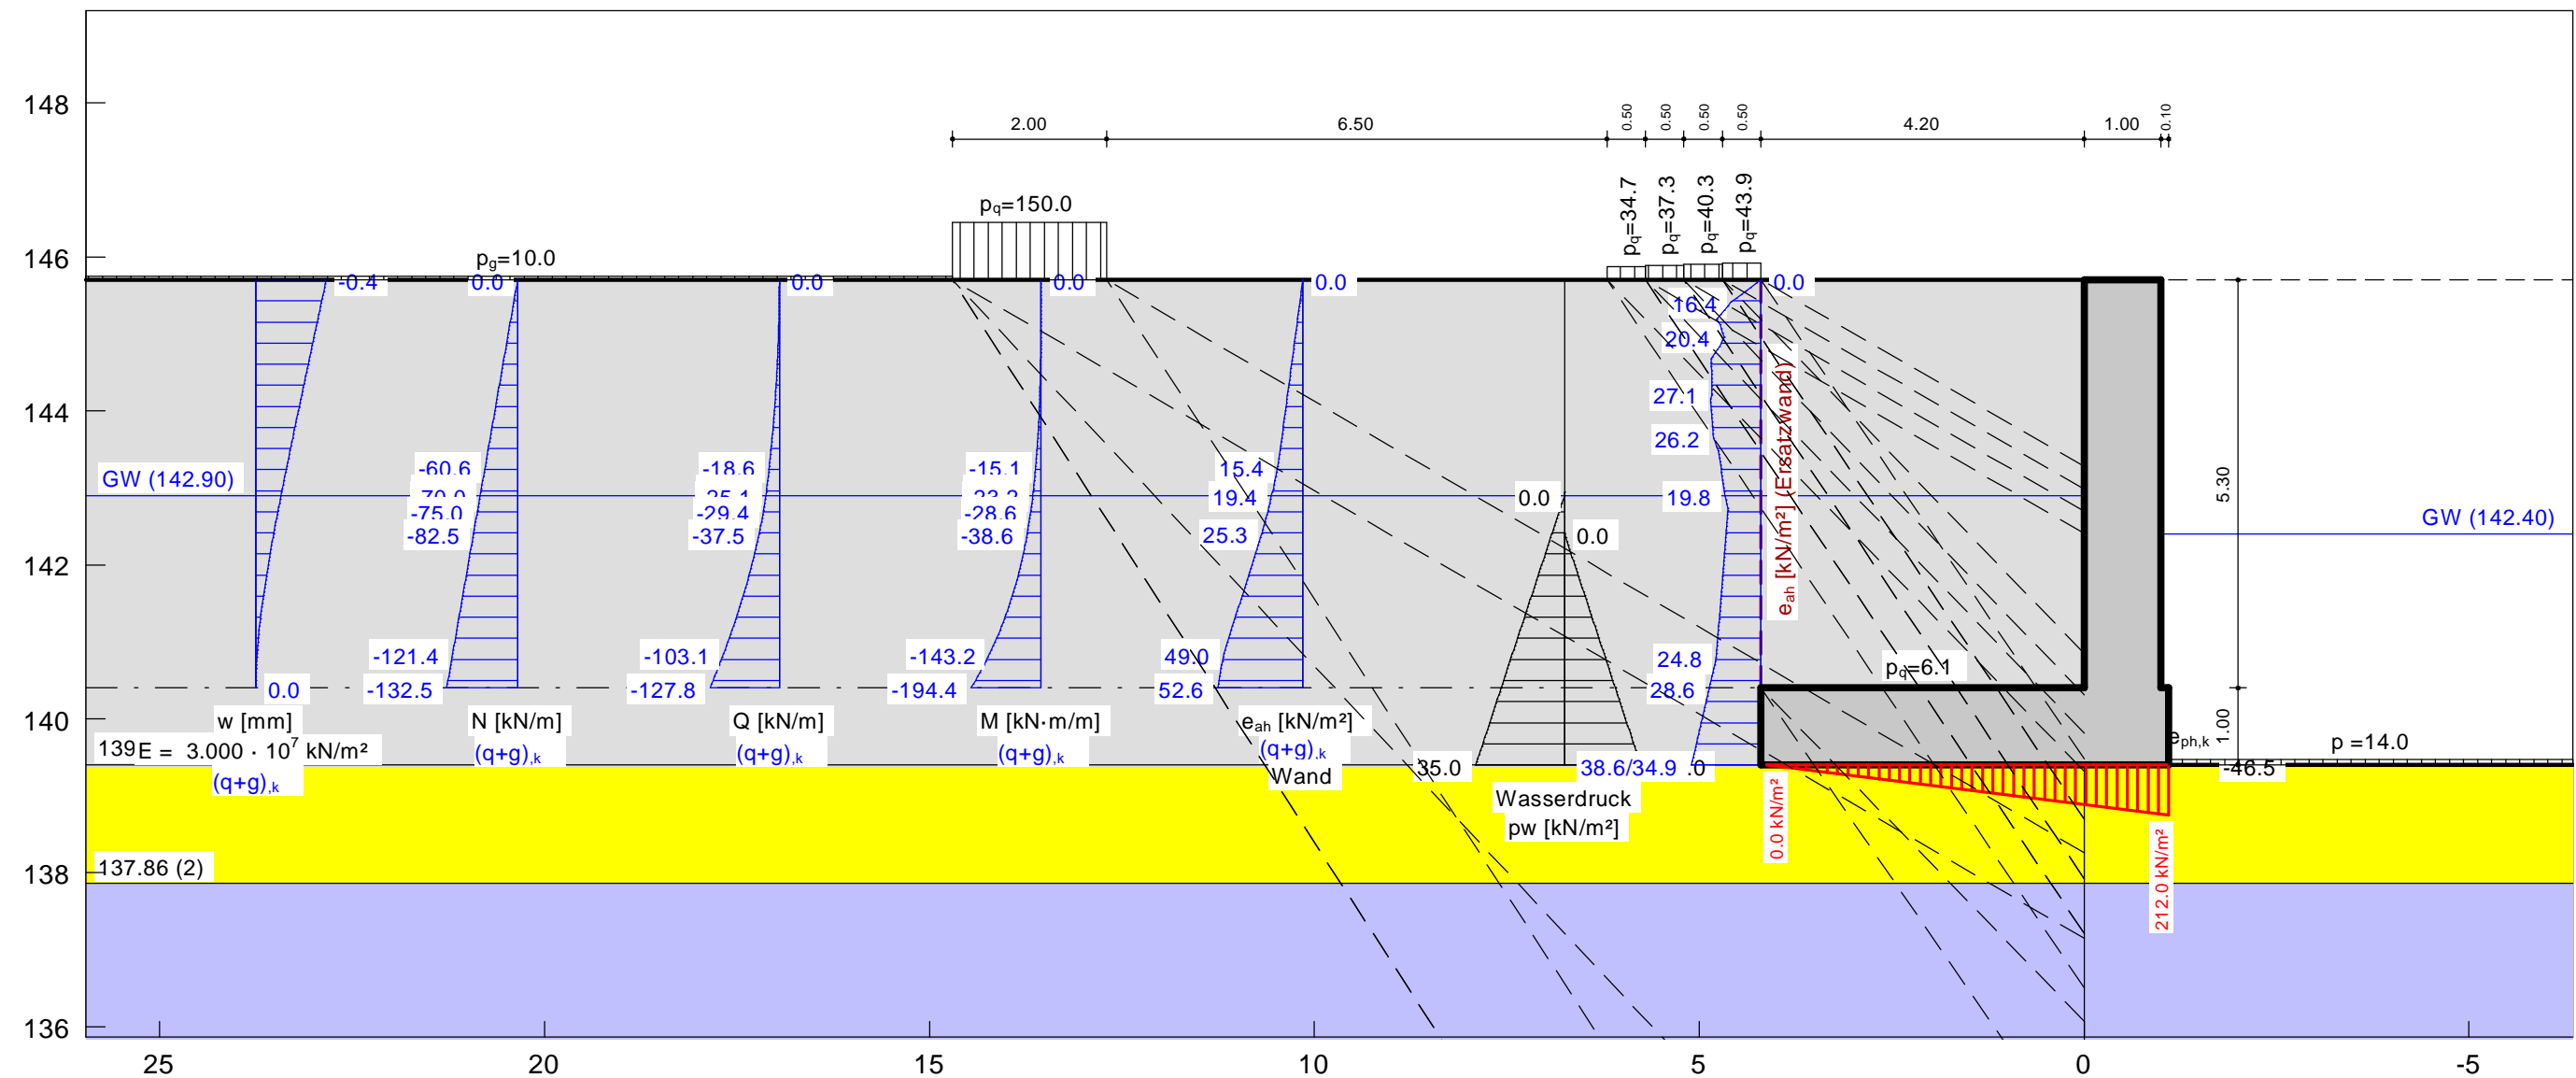 148
146
144
142
140
138
136
25
20
15
10
5
0
-5
2.00
6.50
0.50
0.50
0.50
0.50
4.20
1.00
0.10
pq=150.0
pq=34.7
pq=37.3
pq=40.3
pq=43.9
pg=10.0
-0.4
0.0
0.0
0.0
0.0
0.0
16.4
20.4
27.1
26.2
19.8
24.8
28.6
38.6/34.9
.0
eah [kN/m²] (Ersatzwand)
GW (142.90)
GW (142.40)
-60.6
-70.0
-75.0
-82.5
-121.4
-132.5
-18.6
-25.1
-29.4
-37.5
-103.1
-127.8
-15.1
-23.2
-28.6
-38.6
-143.2
-194.4
15.4
19.4
25.3
49.0
52.6
0.0
0.0
35.0
0.0
5.30
1.00
pq=6.1
w [mm]
N [kN/m]
Q [kN/m]
M [kN·m/m]
eah [kN/m²]
139
E = 3.000 · 10⁷ kN/m²
(q+g),k
(q+g),k
(q+g),k
(q+g),k
(q+g),k
Wand
Wasserdruck
pw [kN/m²]
eph,k
-46.5
p =14.0
0.0 kN/m²
212.0 kN/m²
137.86 (2)